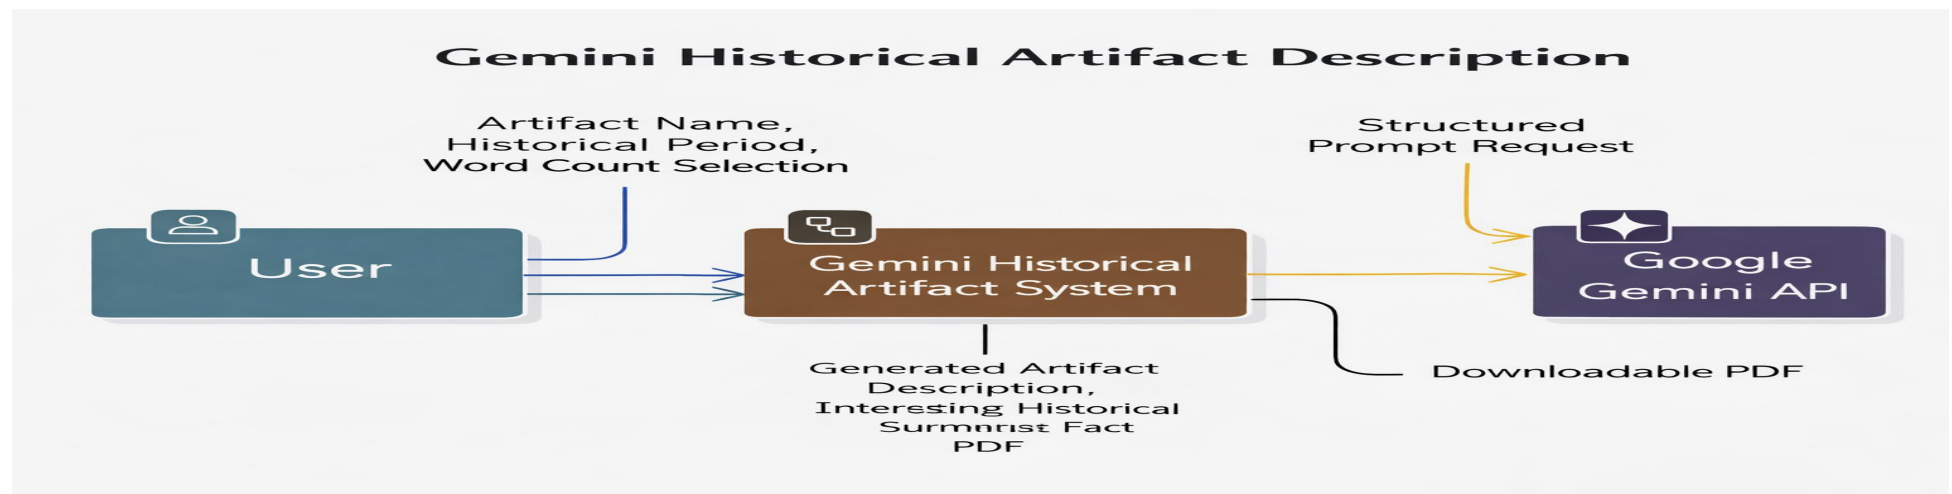 Gemini Historical Artifact Description
Artifact Name,
Historical Period,
Word Count Selection
Structured
Prompt Request
User
Gemini Historical
Artifact System
Google
Gemini API
Generated Artifact
Description,
Interesting Historical
Fact
PDF
Downloadable PDF